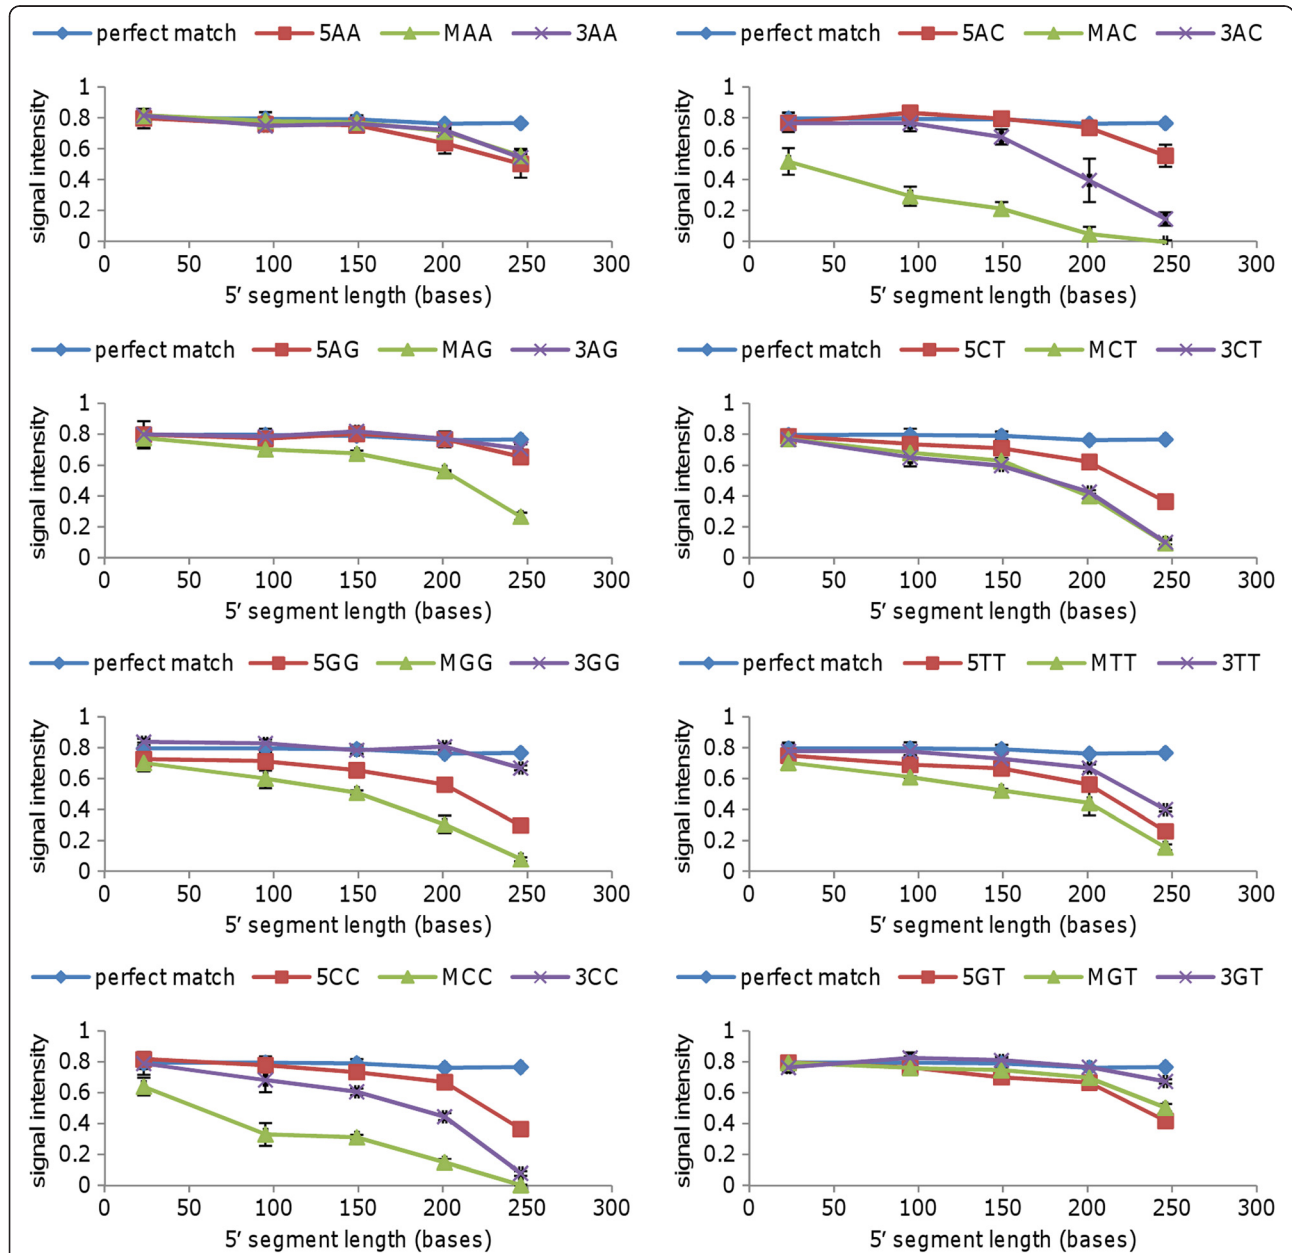 perfect match 5AA MAA 3AA
signal intensity
1
0.8
0.6
0.4
0.2
0
0 50 100 150 200 250 300
5’ segment length (bases)
perfect match 5AC MAC 3AC
signal intensity
1
0.8
0.6
0.4
0.2
0
0 50 100 150 200 250 300
5’ segment length (bases)
perfect match 5AG MAG 3AG
signal intensity
1
0.8
0.6
0.4
0.2
0
0 50 100 150 200 250 300
5’ segment length (bases)
perfect match 5CT MCT 3CT
signal intensity
1
0.8
0.6
0.4
0.2
0
0 50 100 150 200 250 300
5’ segment length (bases)
perfect match 5GG MGG 3GG
signal intensity
1
0.8
0.6
0.4
0.2
0
0 50 100 150 200 250 300
5’ segment length (bases)
perfect match 5TT MTT 3TT
signal intensity
1
0.8
0.6
0.4
0.2
0
0 50 100 150 200 250 300
5’ segment length (bases)
perfect match 5CC MCC 3CC
signal intensity
1
0.8
0.6
0.4
0.2
0
0 50 100 150 200 250 300
5’ segment length (bases)
perfect match 5GT MGT 3GT
signal intensity
1
0.8
0.6
0.4
0.2
0
0 50 100 150 200 250 300
5’ segment length (bases)